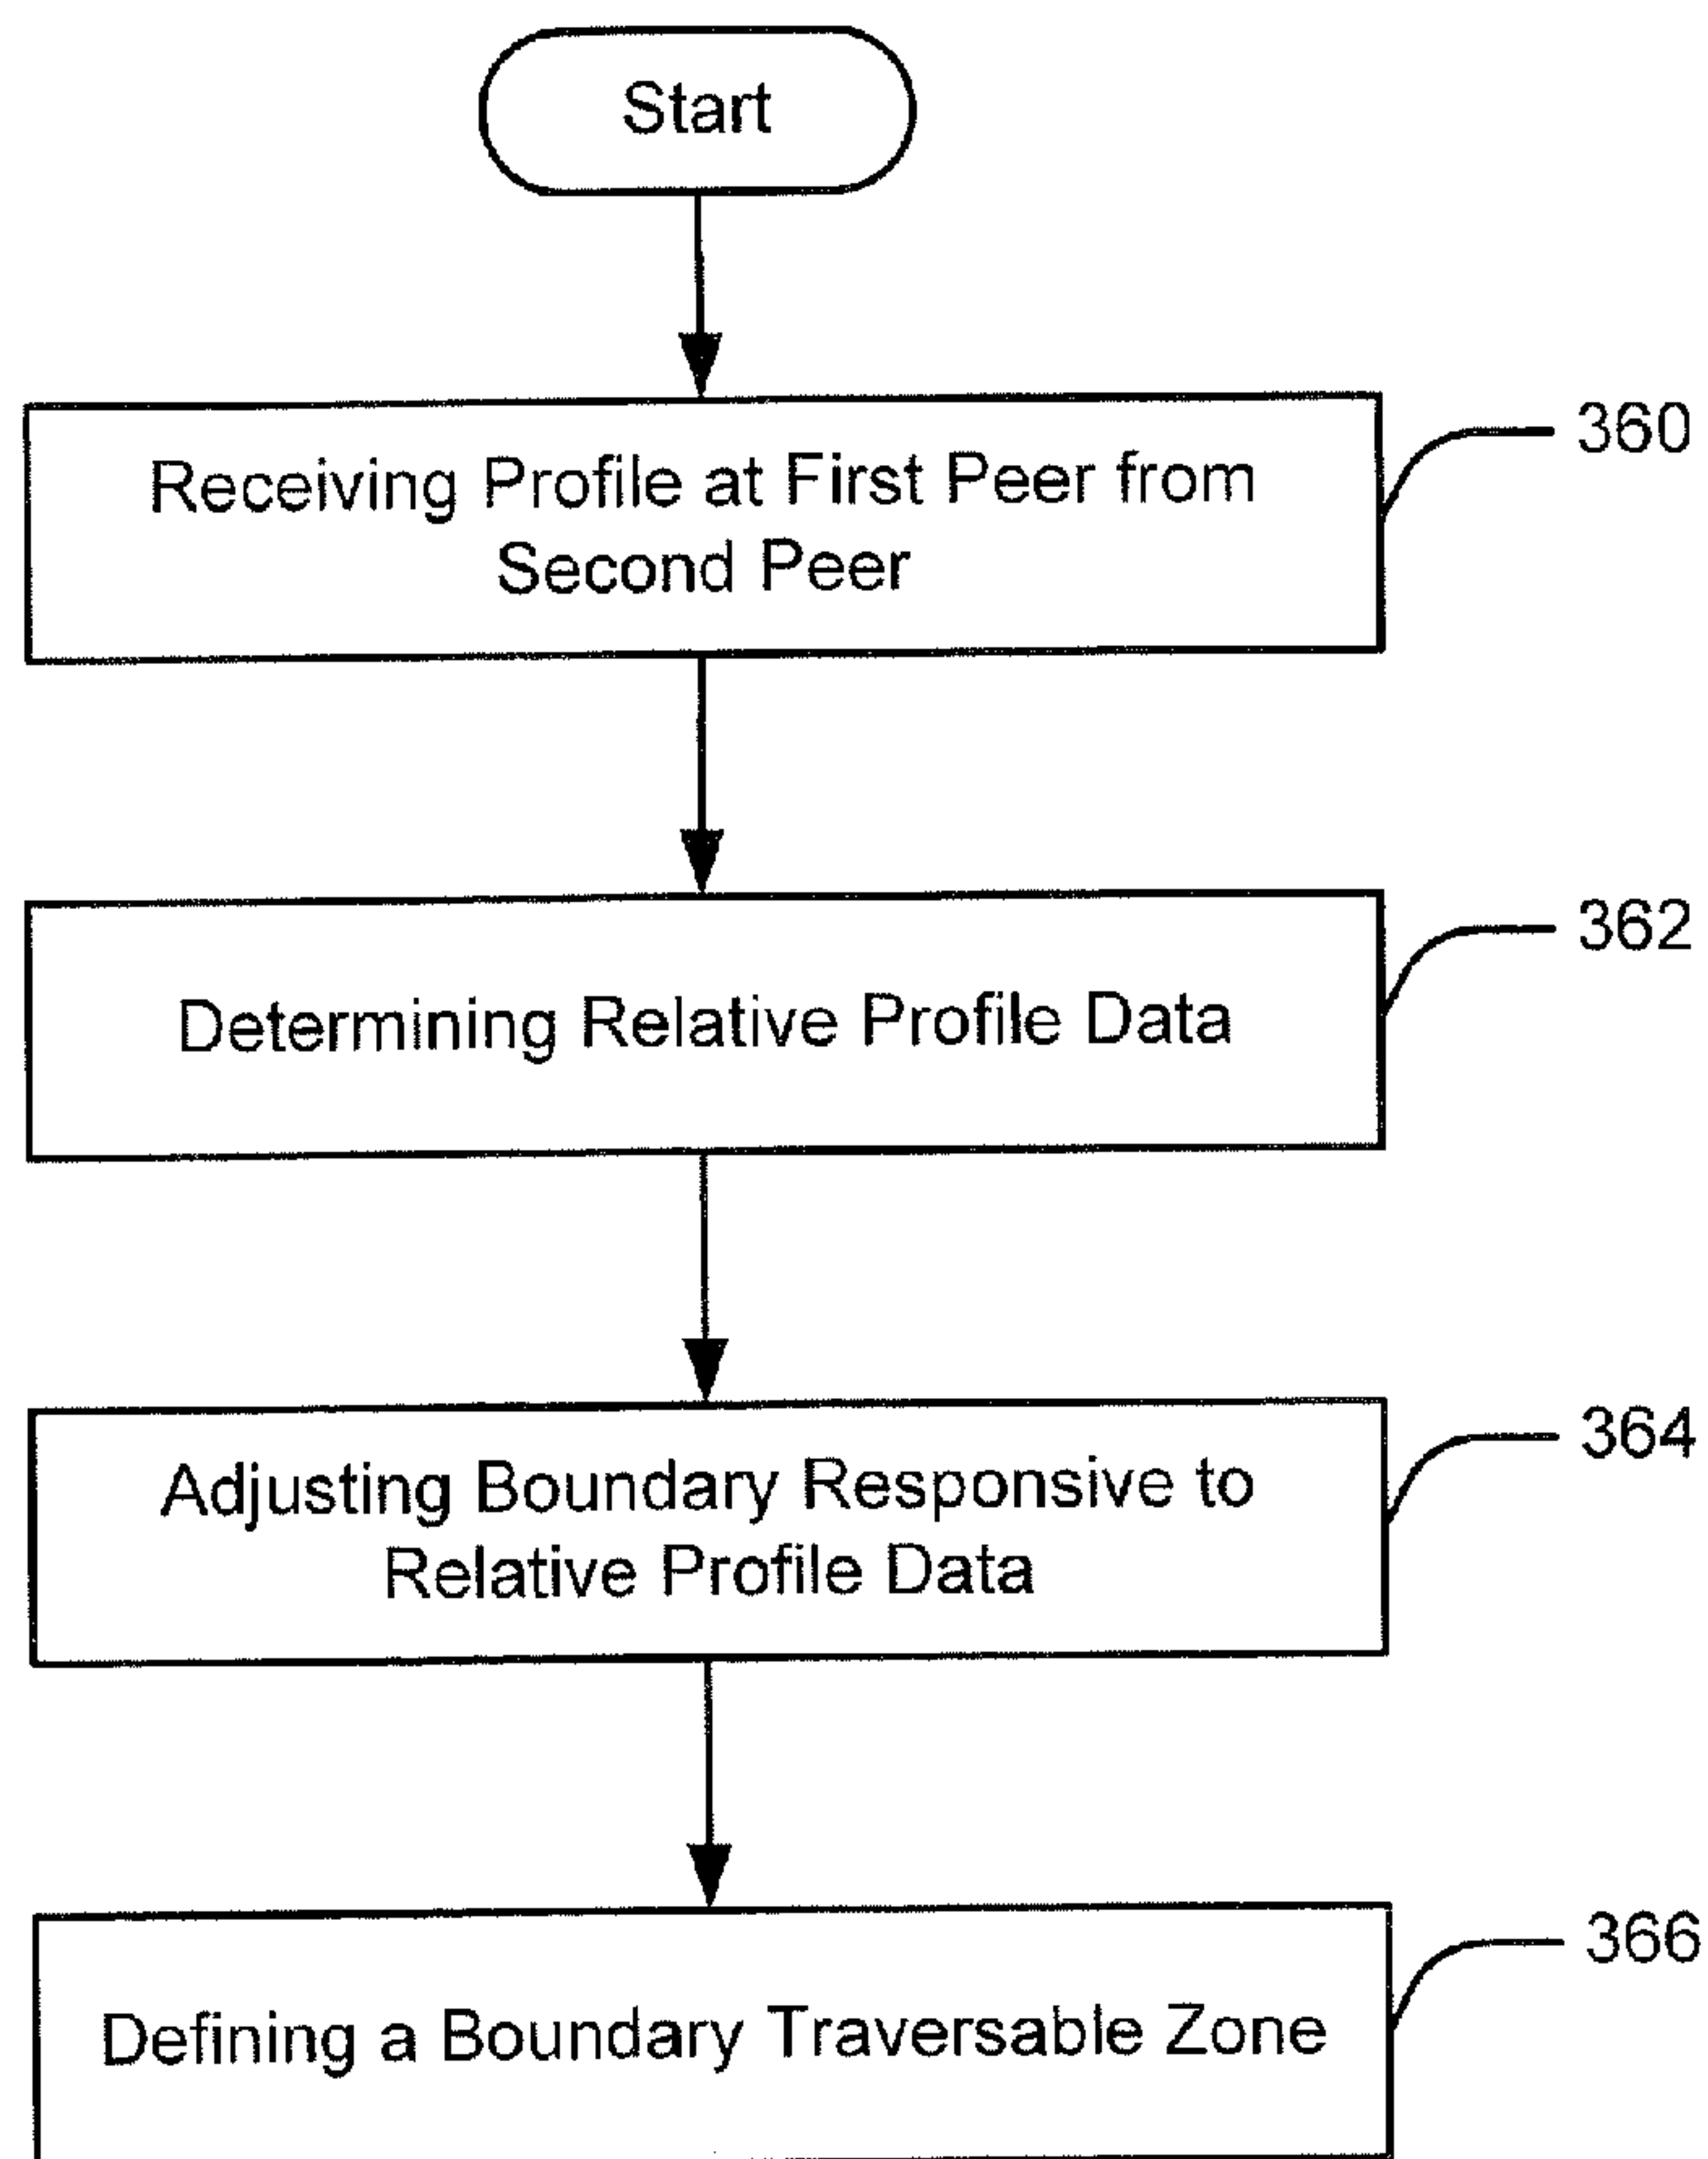 Start
Receiving Profile at First Peer from
Second Peer
360
Determining Relative Profile Data
362
Adjusting Boundary Responsive to
Relative Profile Data
364
Defining a Boundary Traversable Zone
366